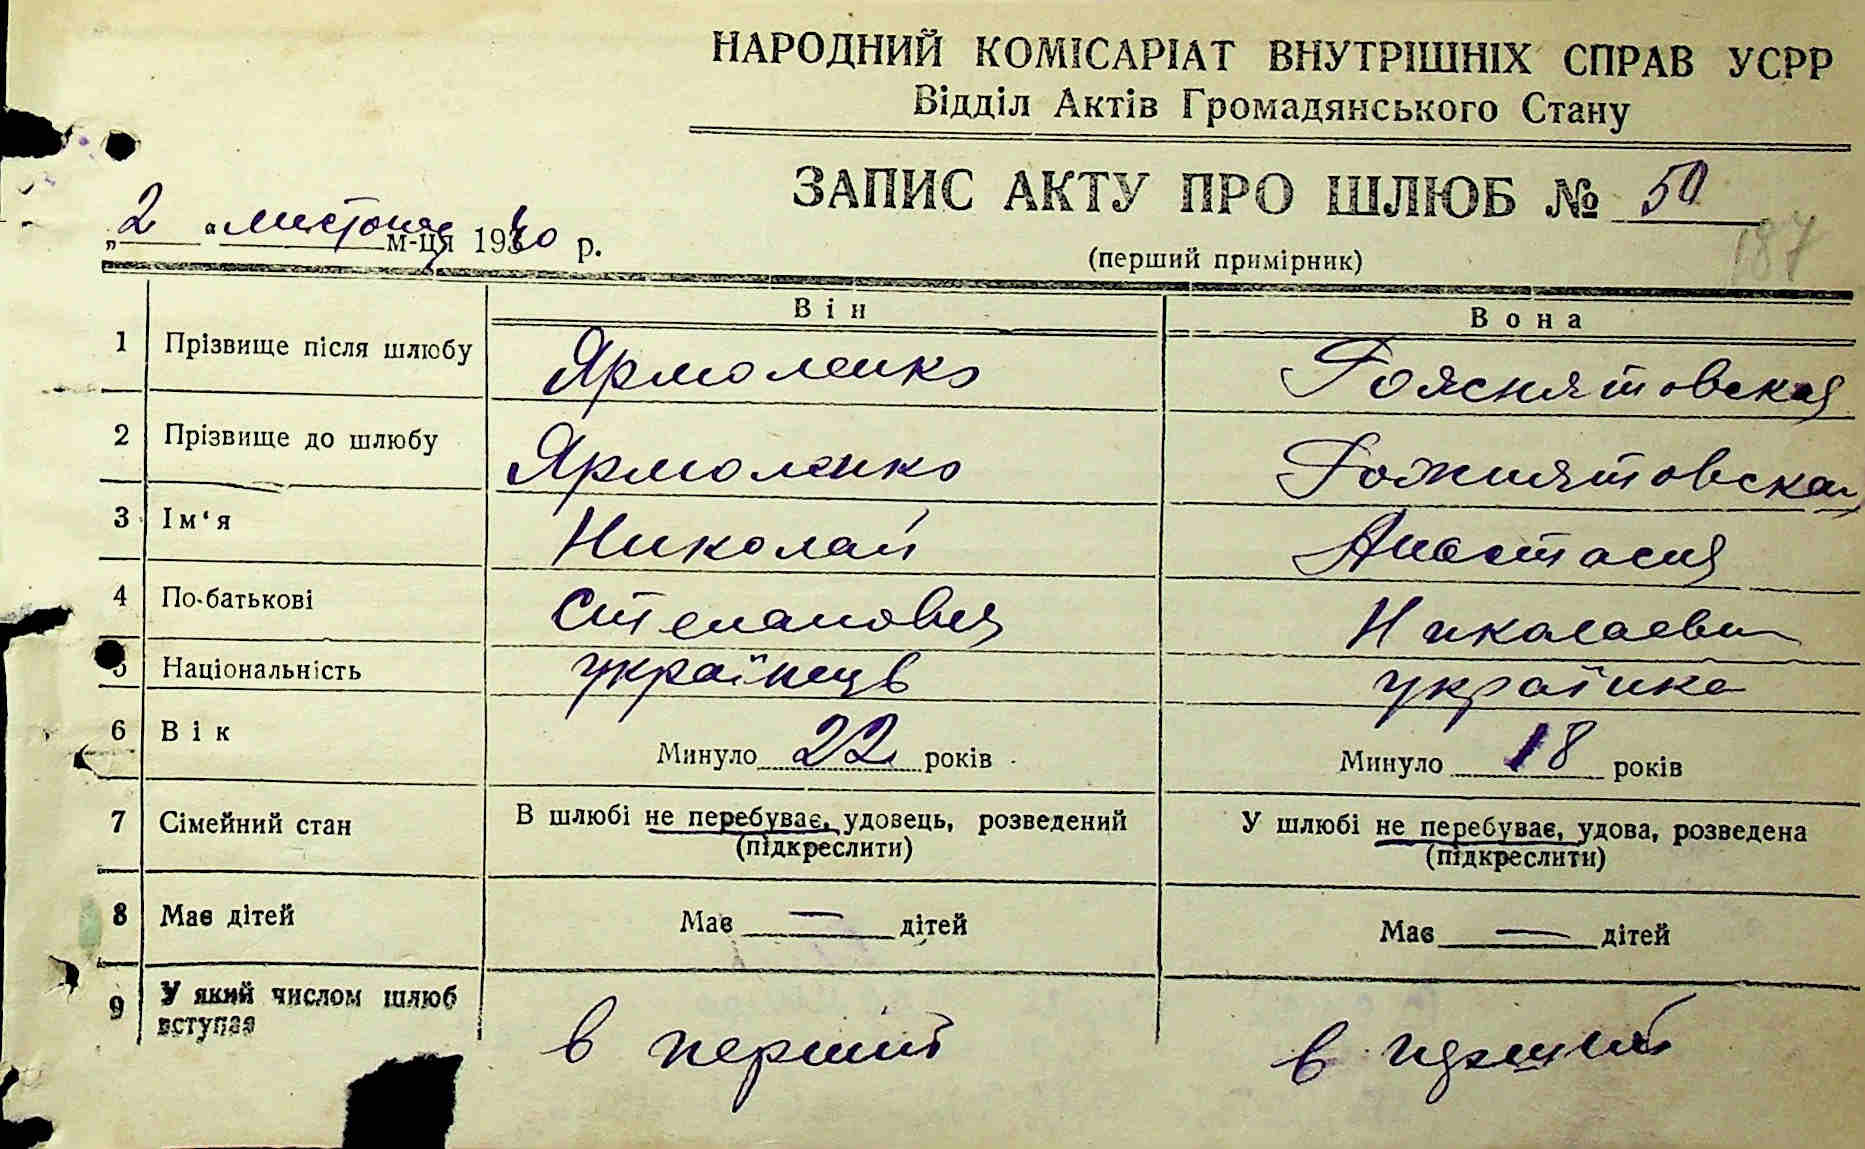 НАРОДНИЙ КОМІСАРІАТ ВНУТРІШНІХ СПРАВ УСРР
Відділ Актів Громадянського Стану
ЗАПИС АКТУ ПРО ШЛЮБ № 50
„2 “ листопад м-ця 1940 р.
(перший примірник)
187
Він Вона
1 Прізвище після шлюбу Ярмоленко
2 Прізвище до шлюбу Ярмоленко Рожнятовская
3 Ім‘я Николай Анастасия
4 По-батькові Степанович Николаевн
5 Національність українець українка
6 Вік Минуло 22 років Минуло 18 років
7 Сімейний стан В шлюбі не перебуває, удовець, розведений У шлюбі не перебуває, удова, розведена
(підкреслити) (підкреслити)
8 Має дітей Має — дітей Має — дітей
9 У який числом шлюб
вступає
в перший в перший